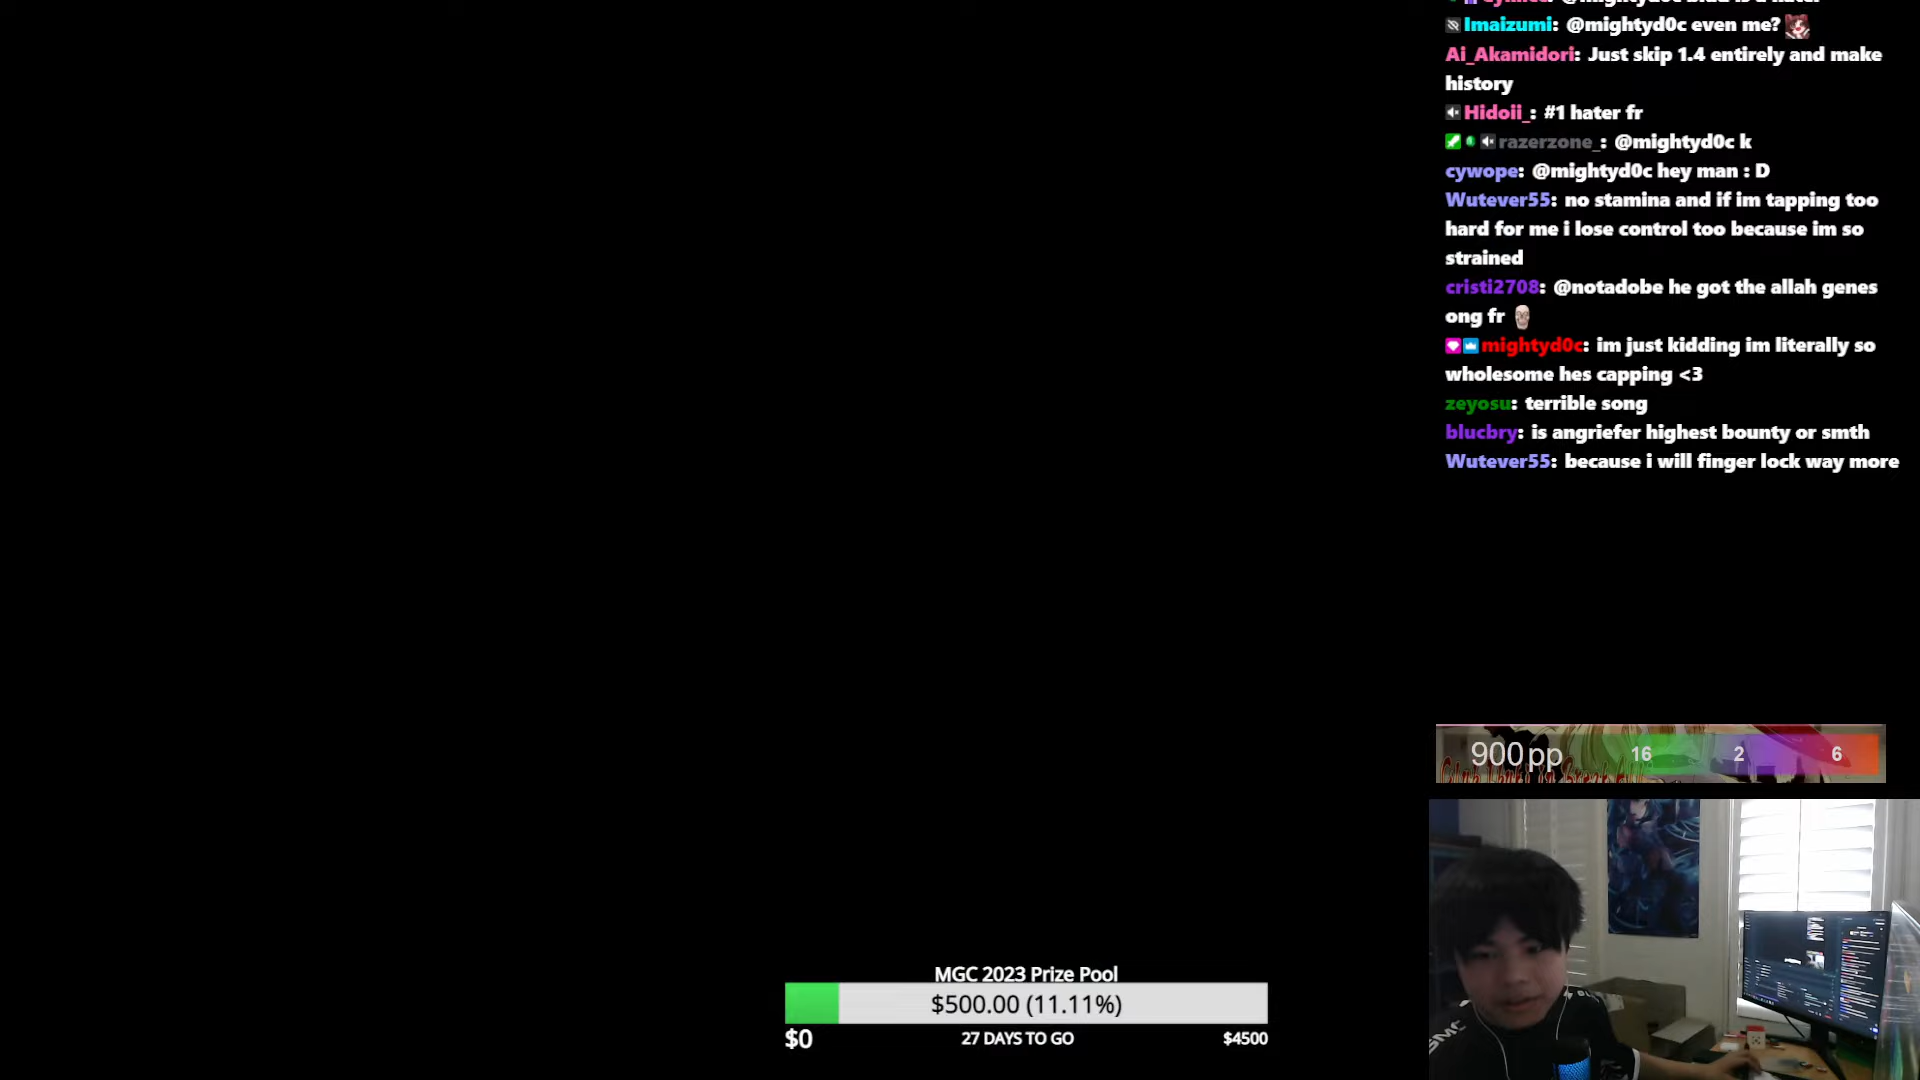 Imaizumi: @mightyd0c even me?
Ai_Akamidori: Just skip 1.4 entirely and make
history
Hidoii_: #1 hater fr
razerzone_: @mightyd0c k
cywope: @mightyd0c hey man : D
Wutever55: no stamina and if im tapping too
hard for me i lose control too because im so
strained
cristi2708: @notadobe he got the allah genes
ong fr
mightyd0c: im just kidding im literally so
wholesome hes capping <3
zeyosu: terrible song
blucbry: is angriefer highest bounty or smth
Wutever55: because i will finger lock way more
900pp 16 2 6
MGC 2023 Prize Pool
$500.00 (11.11%)
$0 27 DAYS TO GO $4500